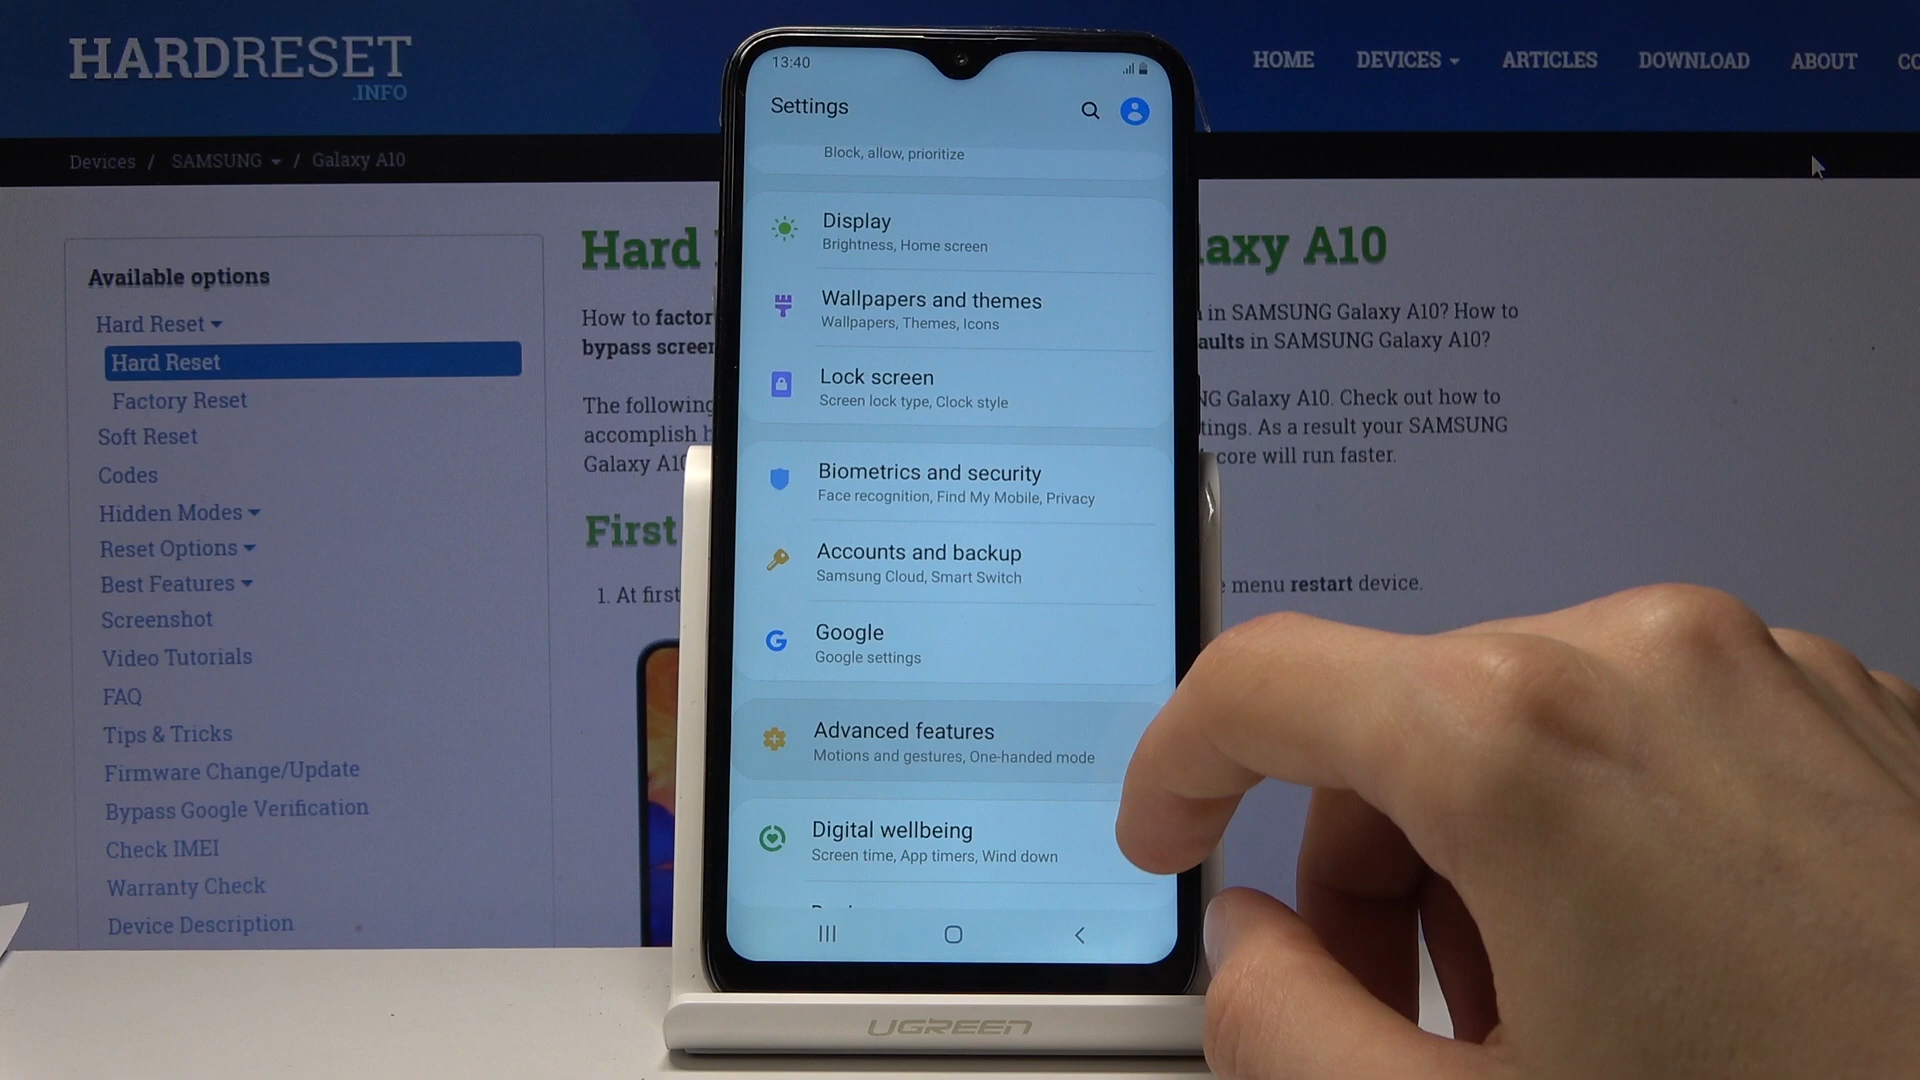 HARDRESET
.INFO
HOME DEVICES ARTICLES DOWNLOAD ABOUT
Devices / SAMSUNG / Galaxy A10
Available options
Hard Reset
Hard Reset
Factory Reset
Soft Reset
Codes
Hidden Modes
Reset Options
Best Features
Screenshot
Video Tutorials
FAQ
Tips & Tricks
Firmware Change/Update
Bypass Google Verification
Check IMEI
Warranty Check
Device Description
Hard
axy A10
How to factor
in SAMSUNG Galaxy A10? How to
bypass screen
aults in SAMSUNG Galaxy A10?
The following
NG Galaxy A10. Check out how to
accomplish
tings. As a result your SAMSUNG
Galaxy A10
core will run faster.
First
1. At first
menu restart device.
13:40
Settings
Block, allow, prioritize
Display
Brightness, Home screen
Wallpapers and themes
Wallpapers, Themes, Icons
Lock screen
Screen lock type, Clock style
Biometrics and security
Face recognition, Find My Mobile, Privacy
Accounts and backup
Samsung Cloud, Smart Switch
Google
Google settings
Advanced features
Motions and gestures, One-handed mode
Digital wellbeing
Screen time, App timers, Wind down
UGREEN